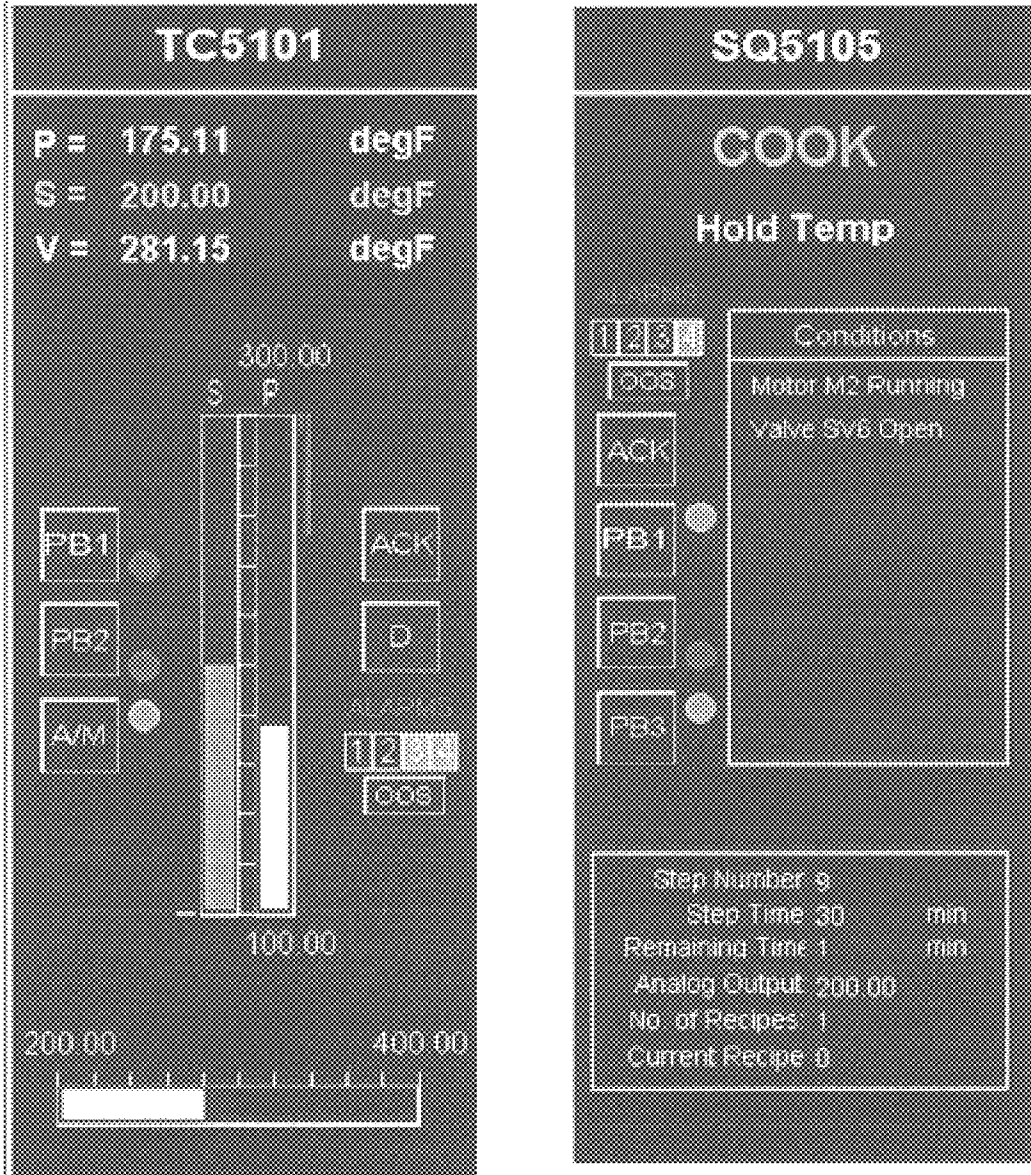 TC5101
P = 175.11 degF
S = 200.00 degF
V = 281.15 degF
300.00
S P
PB1
PB2
A/M
ACK
D
1 2 3 4
OOS
100.00
200.00 400.00
SQ5105
COOK
Hold Temp
1 2 3 4
OOS
ACK
PB1
PB2
PB3
Conditions
Motor M2 Running
Valve SV6 Open
Step Number 9
Step Time 30 min
Remaining Time 1 min
Analog Output 200.00
No. of Recipes 1
Current Recipe 0